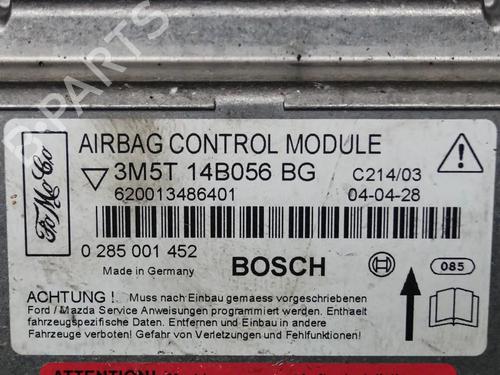 B-PARTS
FoMoCo
AIRBAG CONTROL MODULE
3M5T 14B056 BG
C214/03
620013486401
04-04-28
0 285 001 452
Made in Germany
BOSCH
085
ACHTUNG ! Muss nach Einbau gemaess vorgeschriebenen
Ford / Mazda Service Anweisungen programmiert werden. Enthaelt
fahrzeugspezifische Daten. Entfernen und Einbau in andere
Fahrzeuge verboten! Gefahr von Verletzungen und Fehlfunktionen!
ATTENTION!